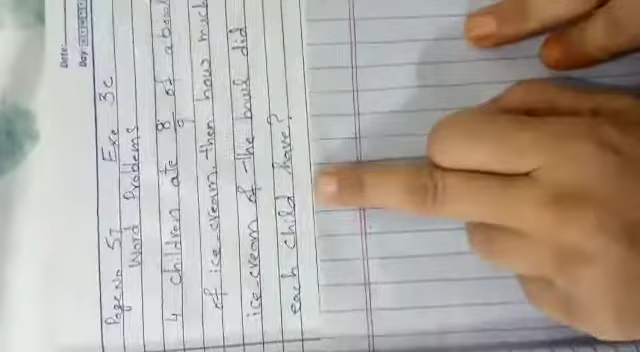 Date:
Day:
Page No 57 Exe 3c
Word Problems
4 children ate 8/9 of a bowl
of ice-cream, then how much
ice-cream of the bowl did
each child have?